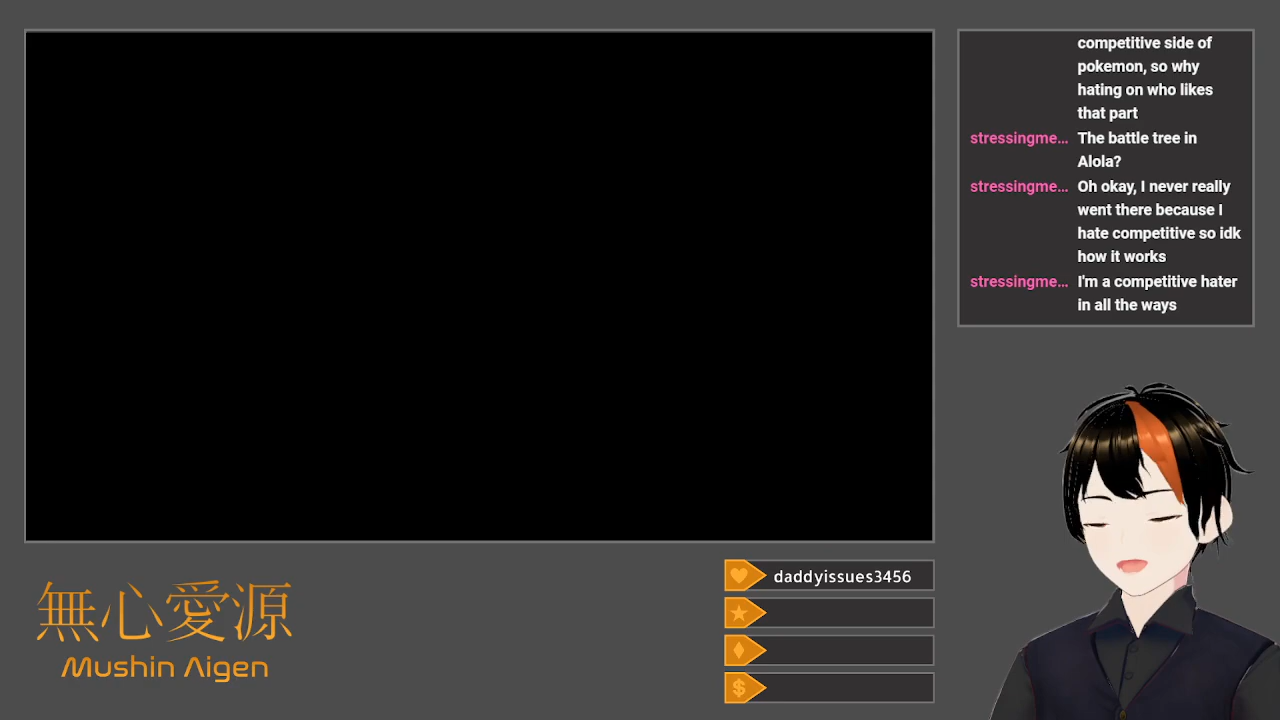 competitive side of
pokemon, so why
hating on who likes
that part
stressingme... The battle tree in
Alola?
stressingme... Oh okay, I never really
went there because I
hate competitive so idk
how it works
stressingme... I'm a competitive hater
in all the ways
daddyissues3456
$
無心愛源
Mushin Aigen